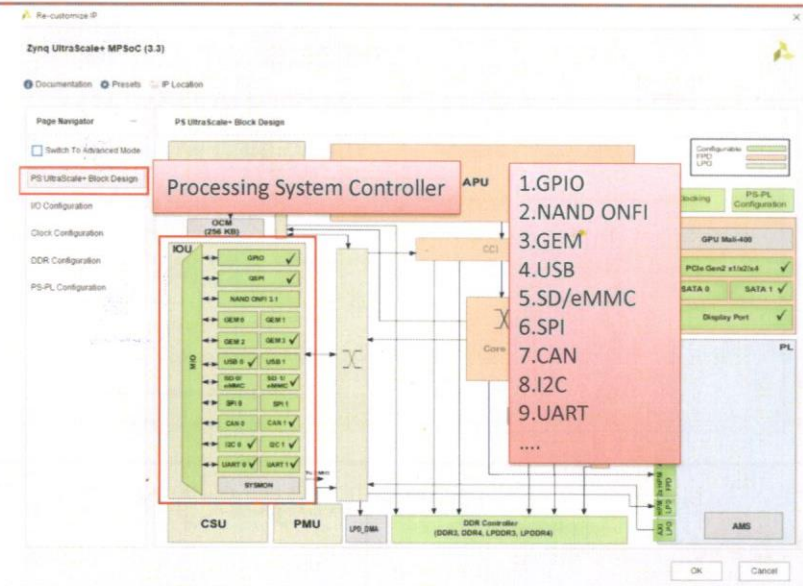 Re-customize IP
Zynq UltraScale+ MPSoC (3.3)
Documentation Presets IP Location
Page Navigator
PS UltraScale+ Block Design
Switch To Advanced Mode
PS UltraScale+ Block Design
I/O Configuration
Clock Configuration
DDR Configuration
PS-PL Configuration
Processing System Controller
APU
1.GPIO
2.NAND ONFI
3.GEM
4.USB
5.SD/eMMC
6.SPI
7.CAN
8.I2C
9.UART
....
Configurable
FPD
LPD
Clocking
PS-PL
Configuration
OCM
(256 KB)
CCI
GPU Mali-400
PCIe Gen2 x1/x2/x4
SATA 0 SATA 1
Display Port
Core
PL
IOU
MIO
GPIO
QSPI
NAND ONFI 3.1
GEM 0 GEM 1
GEM 2 GEM 3
USB 0 USB 1
SD 0/
eMMC
SD 1/
eMMC
SPI 0 SPI 1
CAN 0 CAN 1
I2C 0 I2C 1
UART 0 UART 1
SYSMON
CSU
PMU
LPD_DMA
DDR Controller
(DDR3, DDR4, LPDDR3, LPDDR4)
AMS
OK Cancel